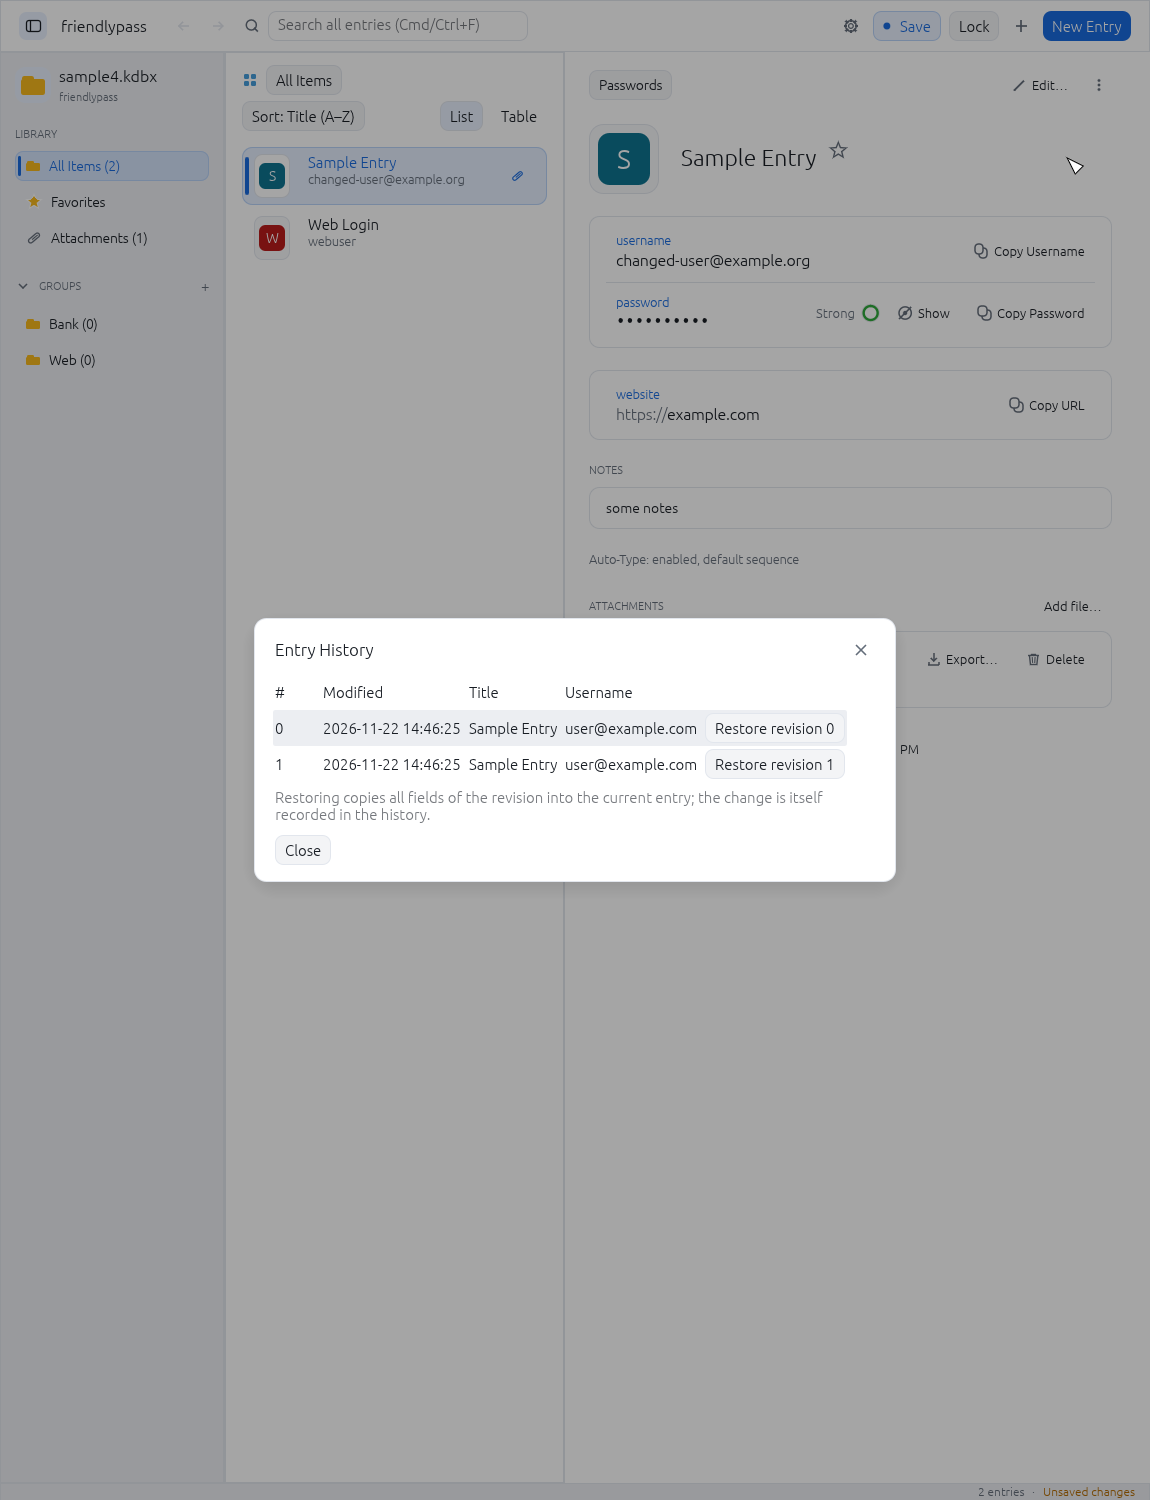 friendlypass
Search all entries (Cmd/Ctrl+F)
Save
Lock
New Entry
sample4.kdbx
friendlypass
LIBRARY
All Items (2)
Favorites
Attachments (1)
GROUPS
Bank (0)
Web (0)
All Items
Sort: Title (A–Z)
List
Table
S
Sample Entry
changed-user@example.org
W
Web Login
webuser
Passwords
Edit…
S
Sample Entry
username
changed-user@example.org
Copy Username
password
••••••••••
Strong
Show
Copy Password
website
https://example.com
Copy URL
NOTES
some notes
Auto-Type: enabled, default sequence
ATTACHMENTS
Add file…
Export…
Delete
PM
Entry History
# Modified Title Username
0 2026-11-22 14:46:25 Sample Entry user@example.com Restore revision 0
1 2026-11-22 14:46:25 Sample Entry user@example.com Restore revision 1
Restoring copies all fields of the revision into the current entry; the change is itself
recorded in the history.
Close
2 entries · Unsaved changes